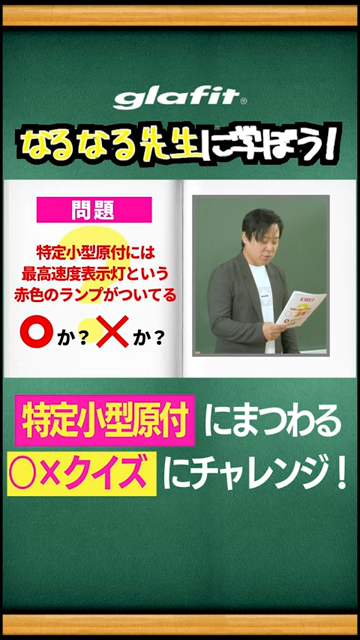 glafit®
なるなる先生に学ぼう!
問題
特定小型原付には
最高速度表示灯という
赤色のランプがついてる
○か?×か?
特定小型原付 にまつわる
○×クイズ にチャレンジ!